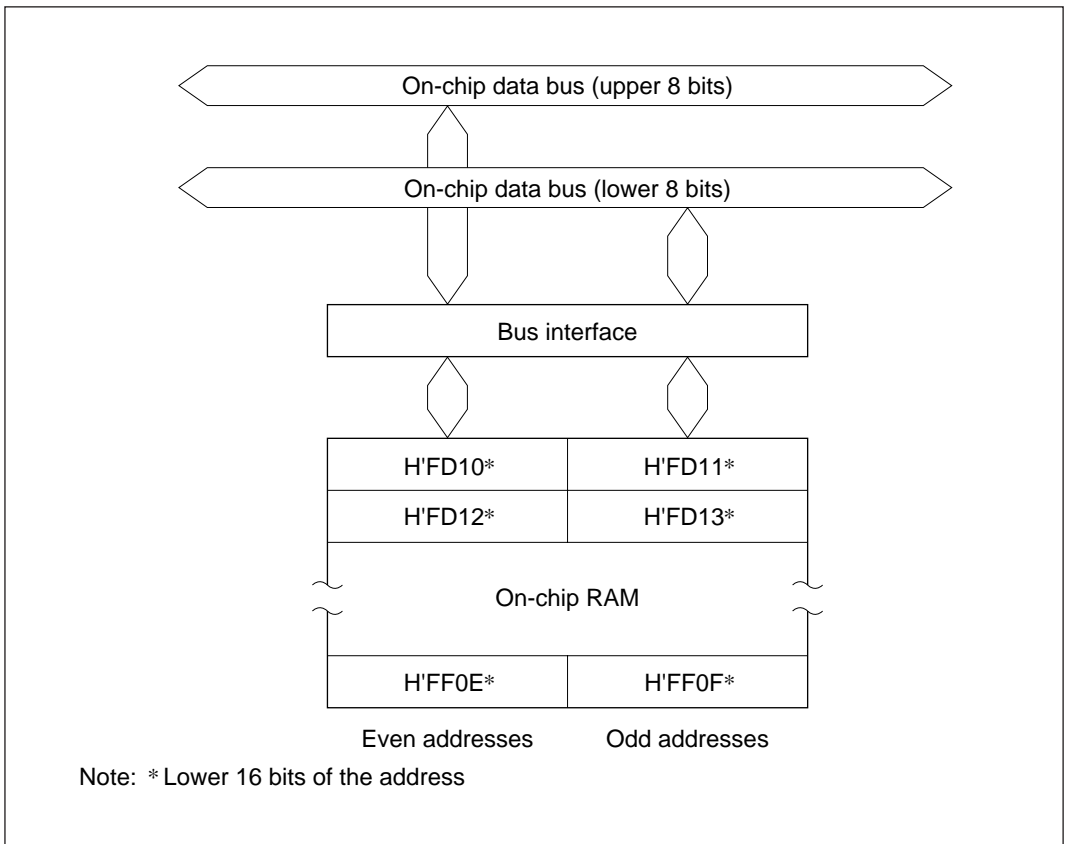 On-chip data bus (upper 8 bits)
On-chip data bus (lower 8 bits)
Bus interface
H'FD10* H'FD11*
H'FD12* H'FD13*
On-chip RAM
H'FF0E* H'FF0F*
Even addresses Odd addresses
Note: * Lower 16 bits of the address